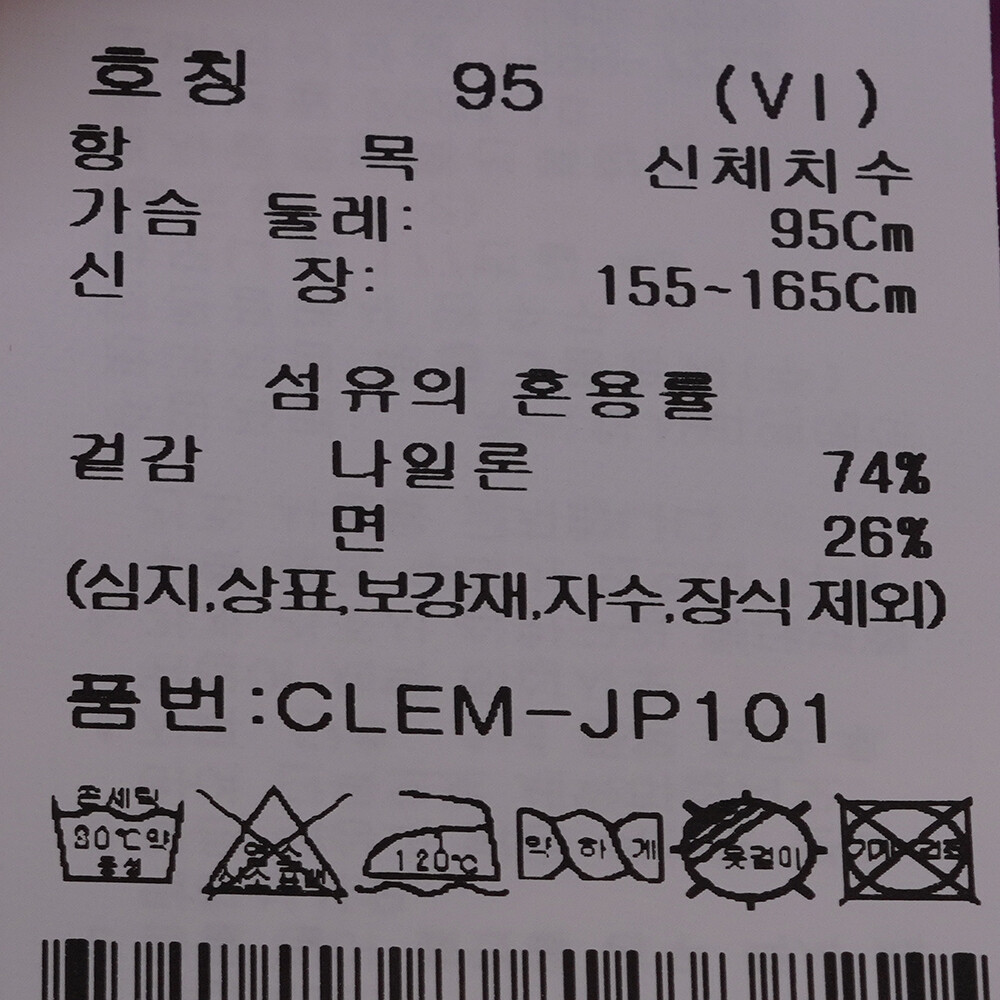 호칭 95 (VI)
항 목 신체치수
가슴 둘레: 95Cm
신 장: 155~165Cm
섬유의 혼용률
겉감 나일론 74%
면 26%
(심지,상표,보강재,자수,장식 제외)
품번:CLEM-JP101
손세탁
30℃약 120℃ 약하게 옷걸이
중성